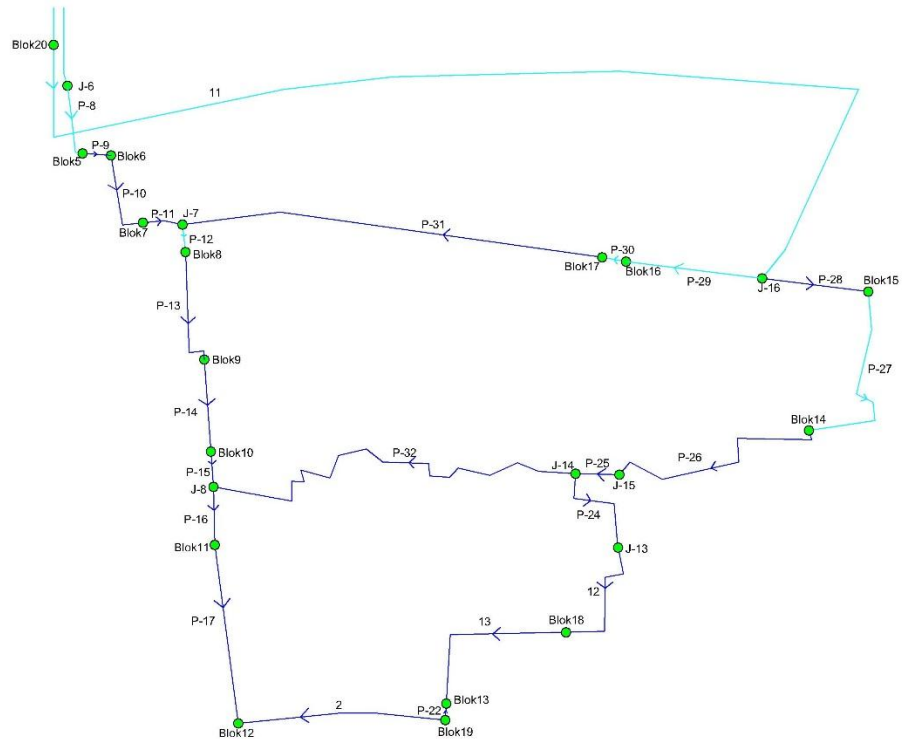 Blok20
J-6
11
P-8
P-9
Blok5
Blok6
P-10
P-11
J-7
Blok7
P-31
P-12
Blok8
P-30
Blok17
Blok16
P-29
J-16
P-28
Blok15
P-13
Blok9
P-27
P-14
Blok14
Blok10
P-32
P-15
J-14
P-25
J-15
P-26
J-8
P-16
P-24
Blok11
J-13
12
P-17
13
Blok18
Blok13
2
P-22
Blok12
Blok19